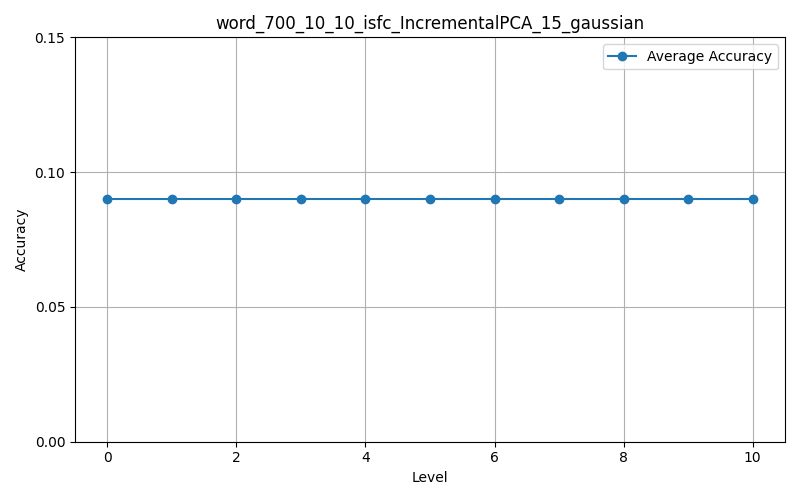 word_700_10_10_isfc_IncrementalPCA_15_gaussian
Average Accuracy
0.15
0.10
0.05
0.00
Accuracy
0 2 4 6 8 10
Level